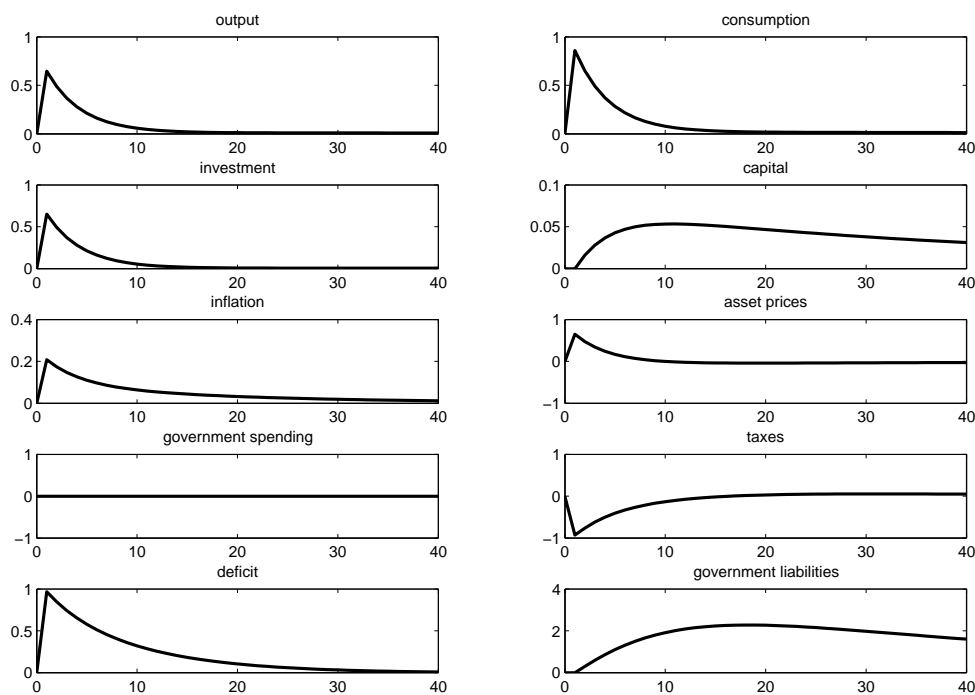 output
1
0.5
0
0 10 20 30 40
consumption
1
0.5
0
0 10 20 30 40
investment
1
0.5
0
0 10 20 30 40
capital
0.1
0.05
0
0 10 20 30 40
inflation
0.4
0.2
0
0 10 20 30 40
asset prices
1
0
−1
0 10 20 30 40
government spending
1
0
−1
0 10 20 30 40
taxes
1
0
−1
0 10 20 30 40
deficit
1
0.5
0
0 10 20 30 40
government liabilities
4
2
0
0 10 20 30 40